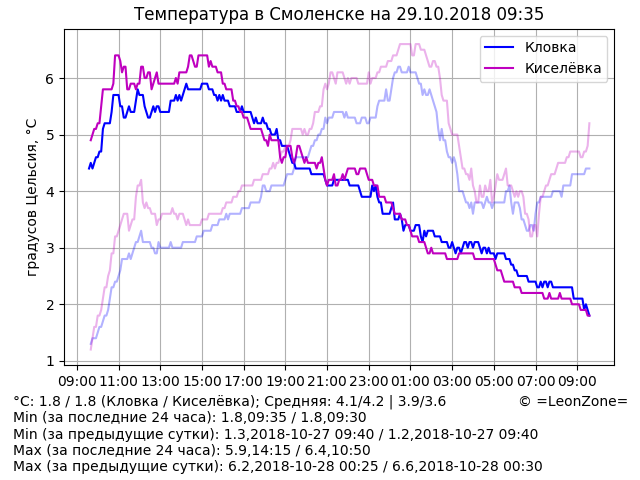 Температура в Смоленске на 29.10.2018 09:35
Кловка
Киселёвка
градусов Цельсия, °C
6
5
4
3
2
1
09:00 11:00 13:00 15:00 17:00 19:00 21:00 23:00 01:00 03:00 05:00 07:00 09:00
°C: 1.8 / 1.8 (Кловка / Киселёвка); Средняя: 4.1/4.2 | 3.9/3.6 © =LeonZone=
Min (за последние 24 часа): 1.8,09:35 / 1.8,09:30
Min (за предыдущие сутки): 1.3,2018-10-27 09:40 / 1.2,2018-10-27 09:40
Max (за последние 24 часа): 5.9,14:15 / 6.4,10:50
Max (за предыдущие сутки): 6.2,2018-10-28 00:25 / 6.6,2018-10-28 00:30